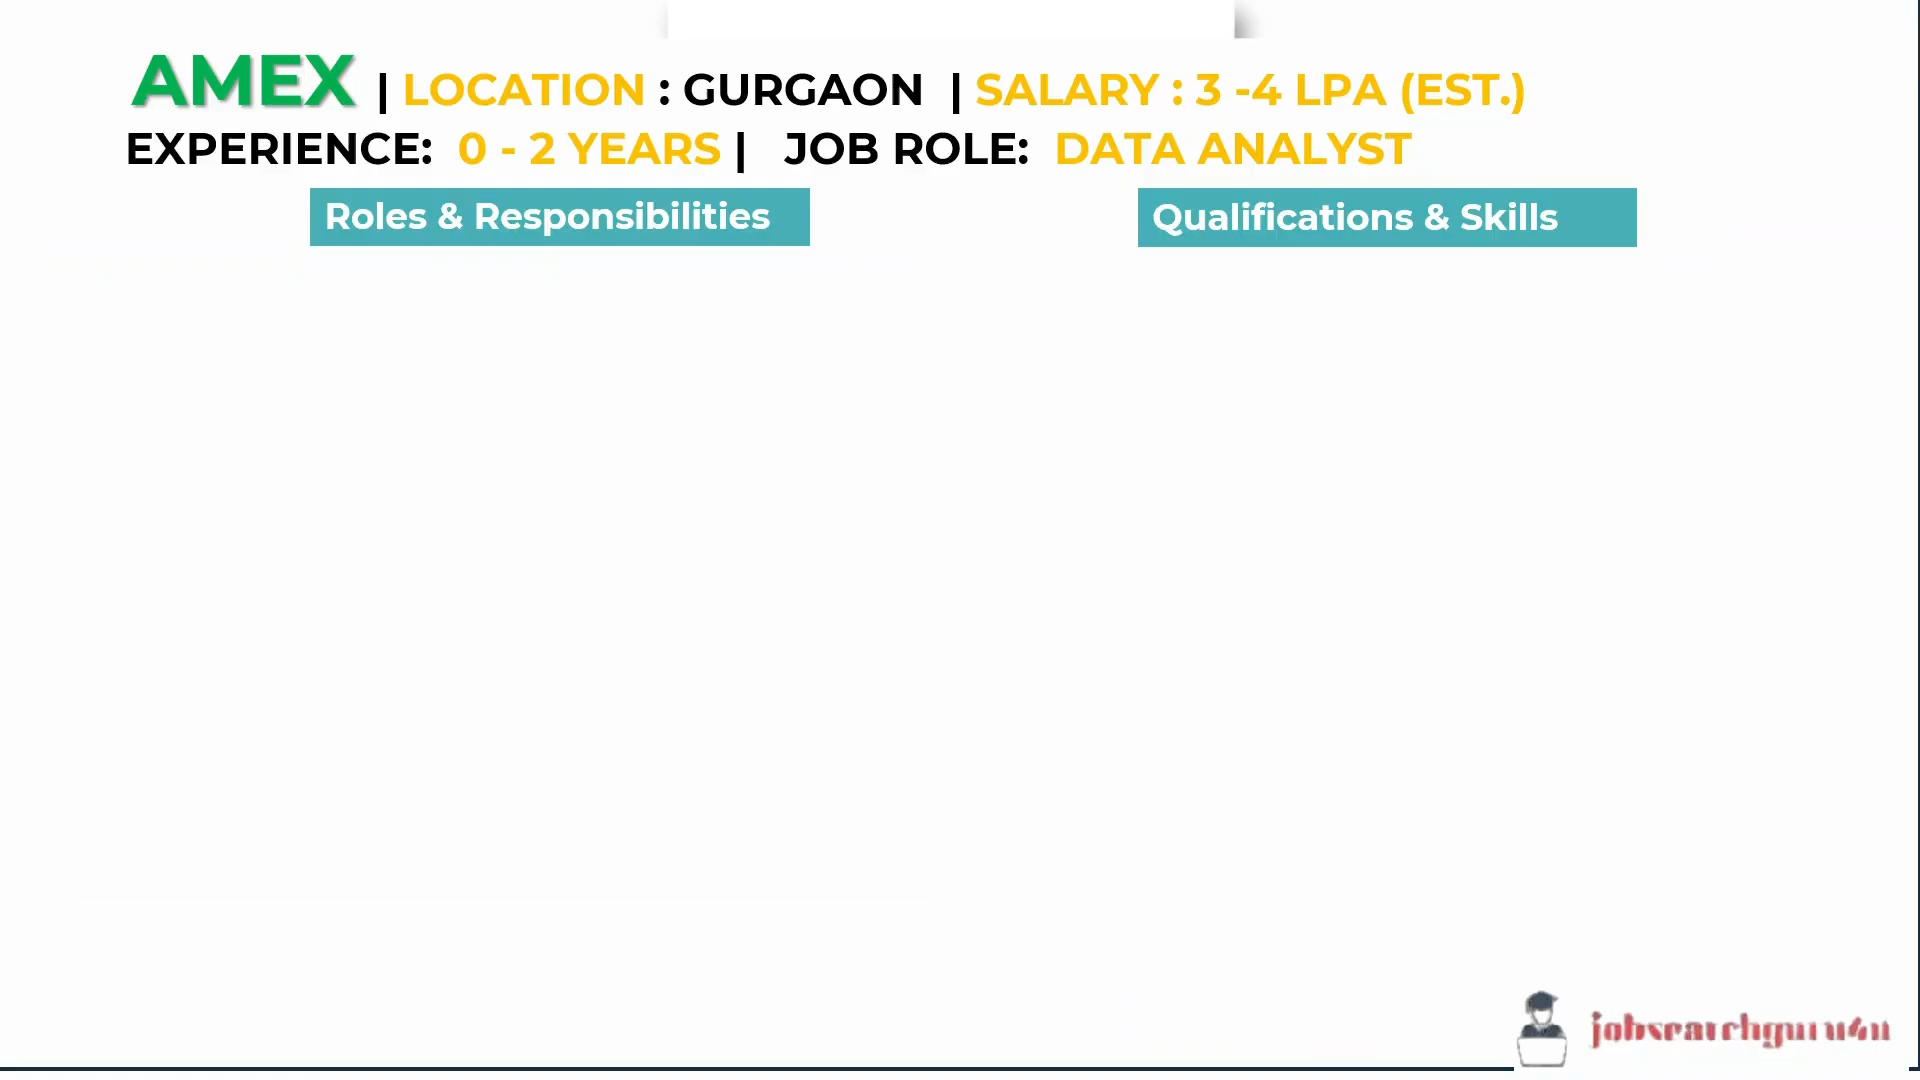 AMEX | LOCATION : GURGAON | SALARY : 3 -4 LPA (EST.)
EXPERIENCE: 0 - 2 YEARS | JOB ROLE: DATA ANALYST
Roles & Responsibilities
Qualifications & Skills
jobsearchguru4u